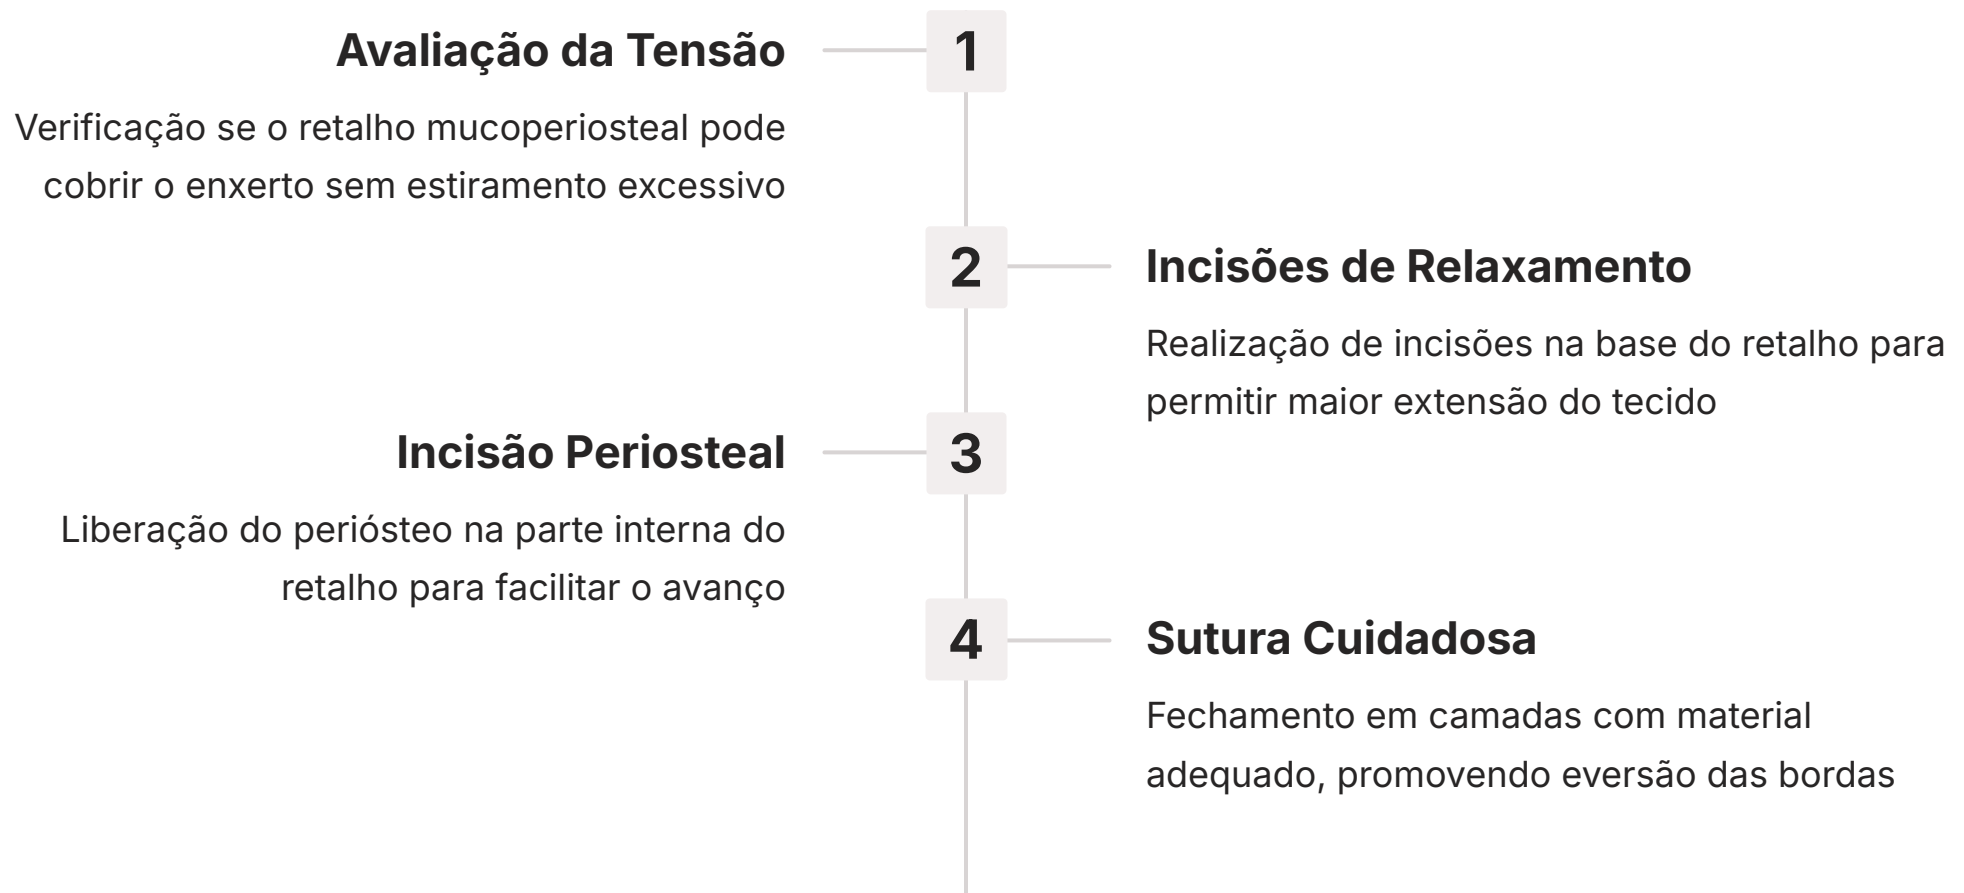 Avaliação da Tensão
1
Verificação se o retalho mucoperiosteal pode
cobrir o enxerto sem estiramento excessivo
2
Incisões de Relaxamento
Realização de incisões na base do retalho para
permitir maior extensão do tecido
Incisão Periosteal
3
Liberação do periósteo na parte interna do
retalho para facilitar o avanço
4
Sutura Cuidadosa
Fechamento em camadas com material
adequado, promovendo eversão das bordas